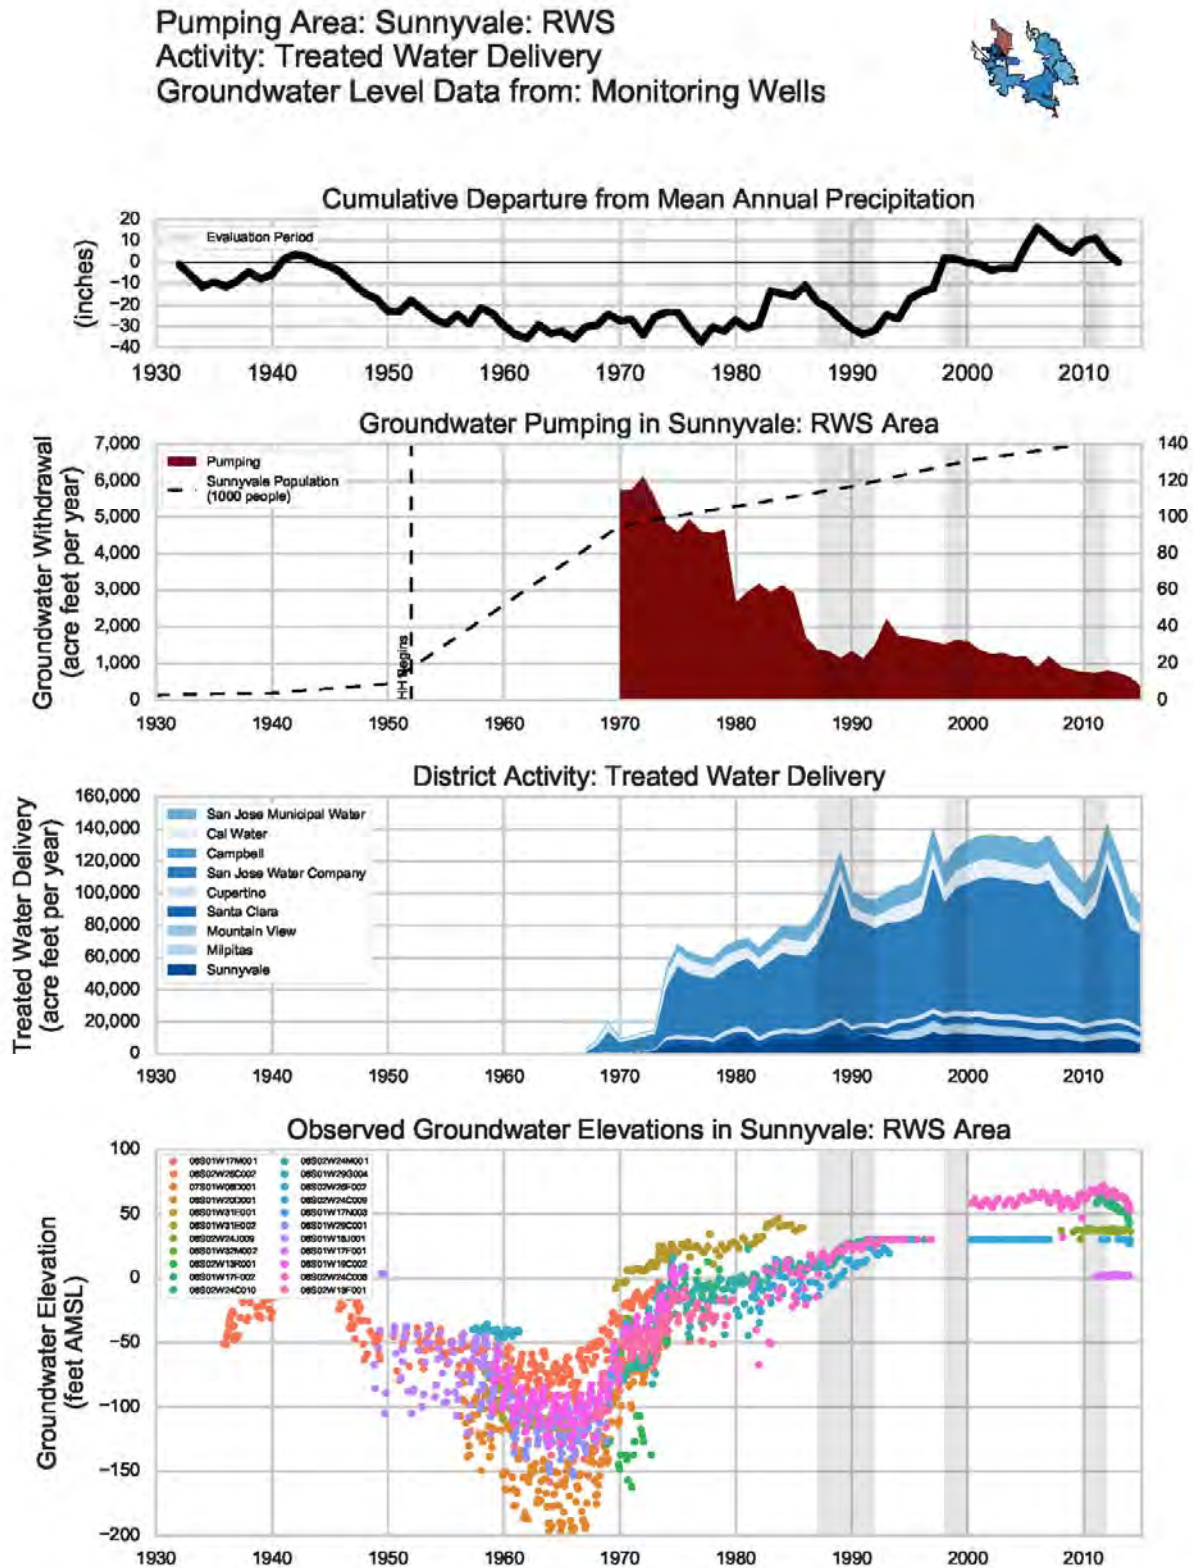 Pumping Area: Sunnyvale: RWS
Activity: Treated Water Delivery
Groundwater Level Data from: Monitoring Wells
Cumulative Departure from Mean Annual Precipitation
(inches)
20
10
0
−10
−20
−30
−40
Evaluation Period
1930 1940 1950 1960 1970 1980 1990 2000 2010
Groundwater Pumping in Sunnyvale: RWS Area
Groundwater Withdrawal
(acre feet per year)
7,000
6,000
5,000
4,000
3,000
2,000
1,000
0
Pumping
Sunnyvale Population
(1000 people)
Begins
140
120
100
80
60
40
20
0
1930 1940 1950 1960 1970 1980 1990 2000 2010
District Activity: Treated Water Delivery
Treated Water Delivery
(acre feet per year)
160,000
140,000
120,000
100,000
80,000
60,000
40,000
20,000
0
San Jose Municipal Water
Cal Water
Campbell
San Jose Water Company
Cupertino
Santa Clara
Mountain View
Milpitas
Sunnyvale
1930 1940 1950 1960 1970 1980 1990 2000 2010
Observed Groundwater Elevations in Sunnyvale: RWS Area
Groundwater Elevation
(feet AMSL)
100
50
0
−50
−100
−150
−200
1930 1940 1950 1960 1970 1980 1990 2000 2010